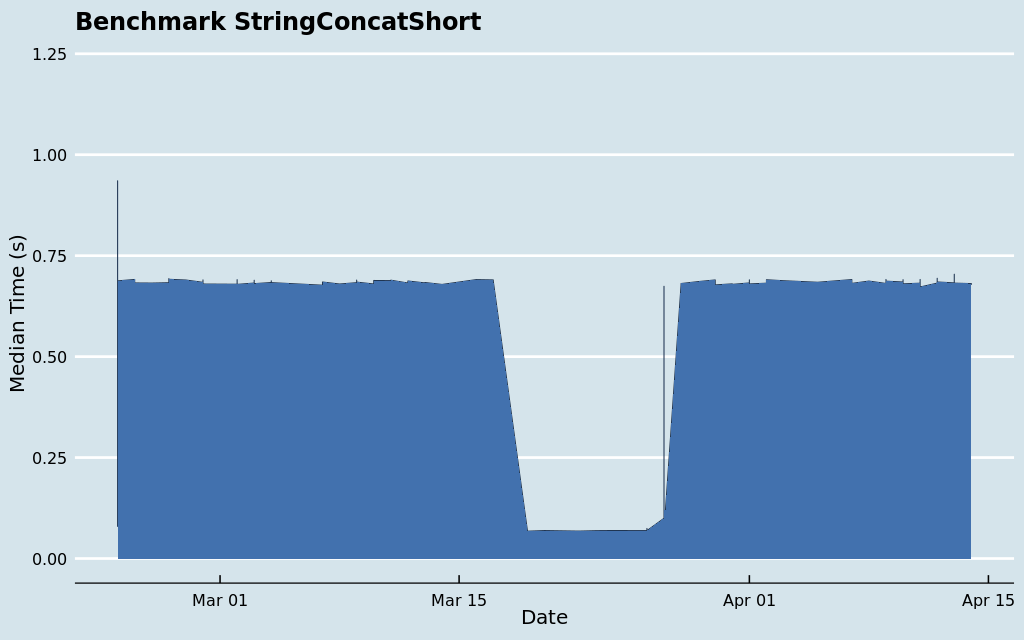 Benchmark StringConcatShort
1.25
1.00
0.75
0.50
0.25
0.00
Median Time (s)
Mar 01
Mar 15
Apr 01
Apr 15
Date